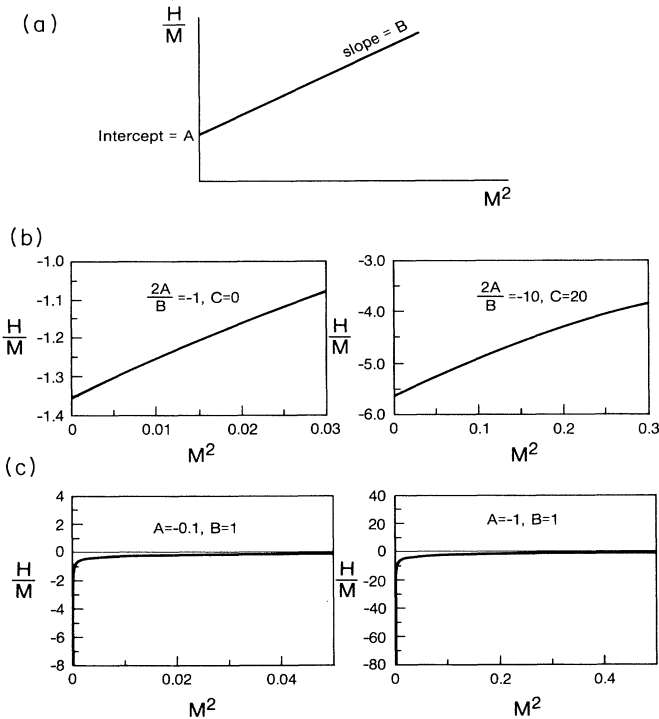 (a)
H
M
slope = B
Intercept = A
M²
(b)
-1.0
-1.1
-1.2
-1.3
-1.4
H
M
2A
B
=-1, C=0
0
0.01
0.02
0.03
M²
-3.0
-4.0
-5.0
-6.0
H
M
2A
B
=-10, C=20
0
0.1
0.2
0.3
M²
(c)
4
2
0
-2
-4
-6
-8
H
M
A=-0.1, B=1
0
0.02
0.04
M²
40
20
0
-20
-40
-60
-80
H
M
A=-1, B=1
0
0.2
0.4
M²